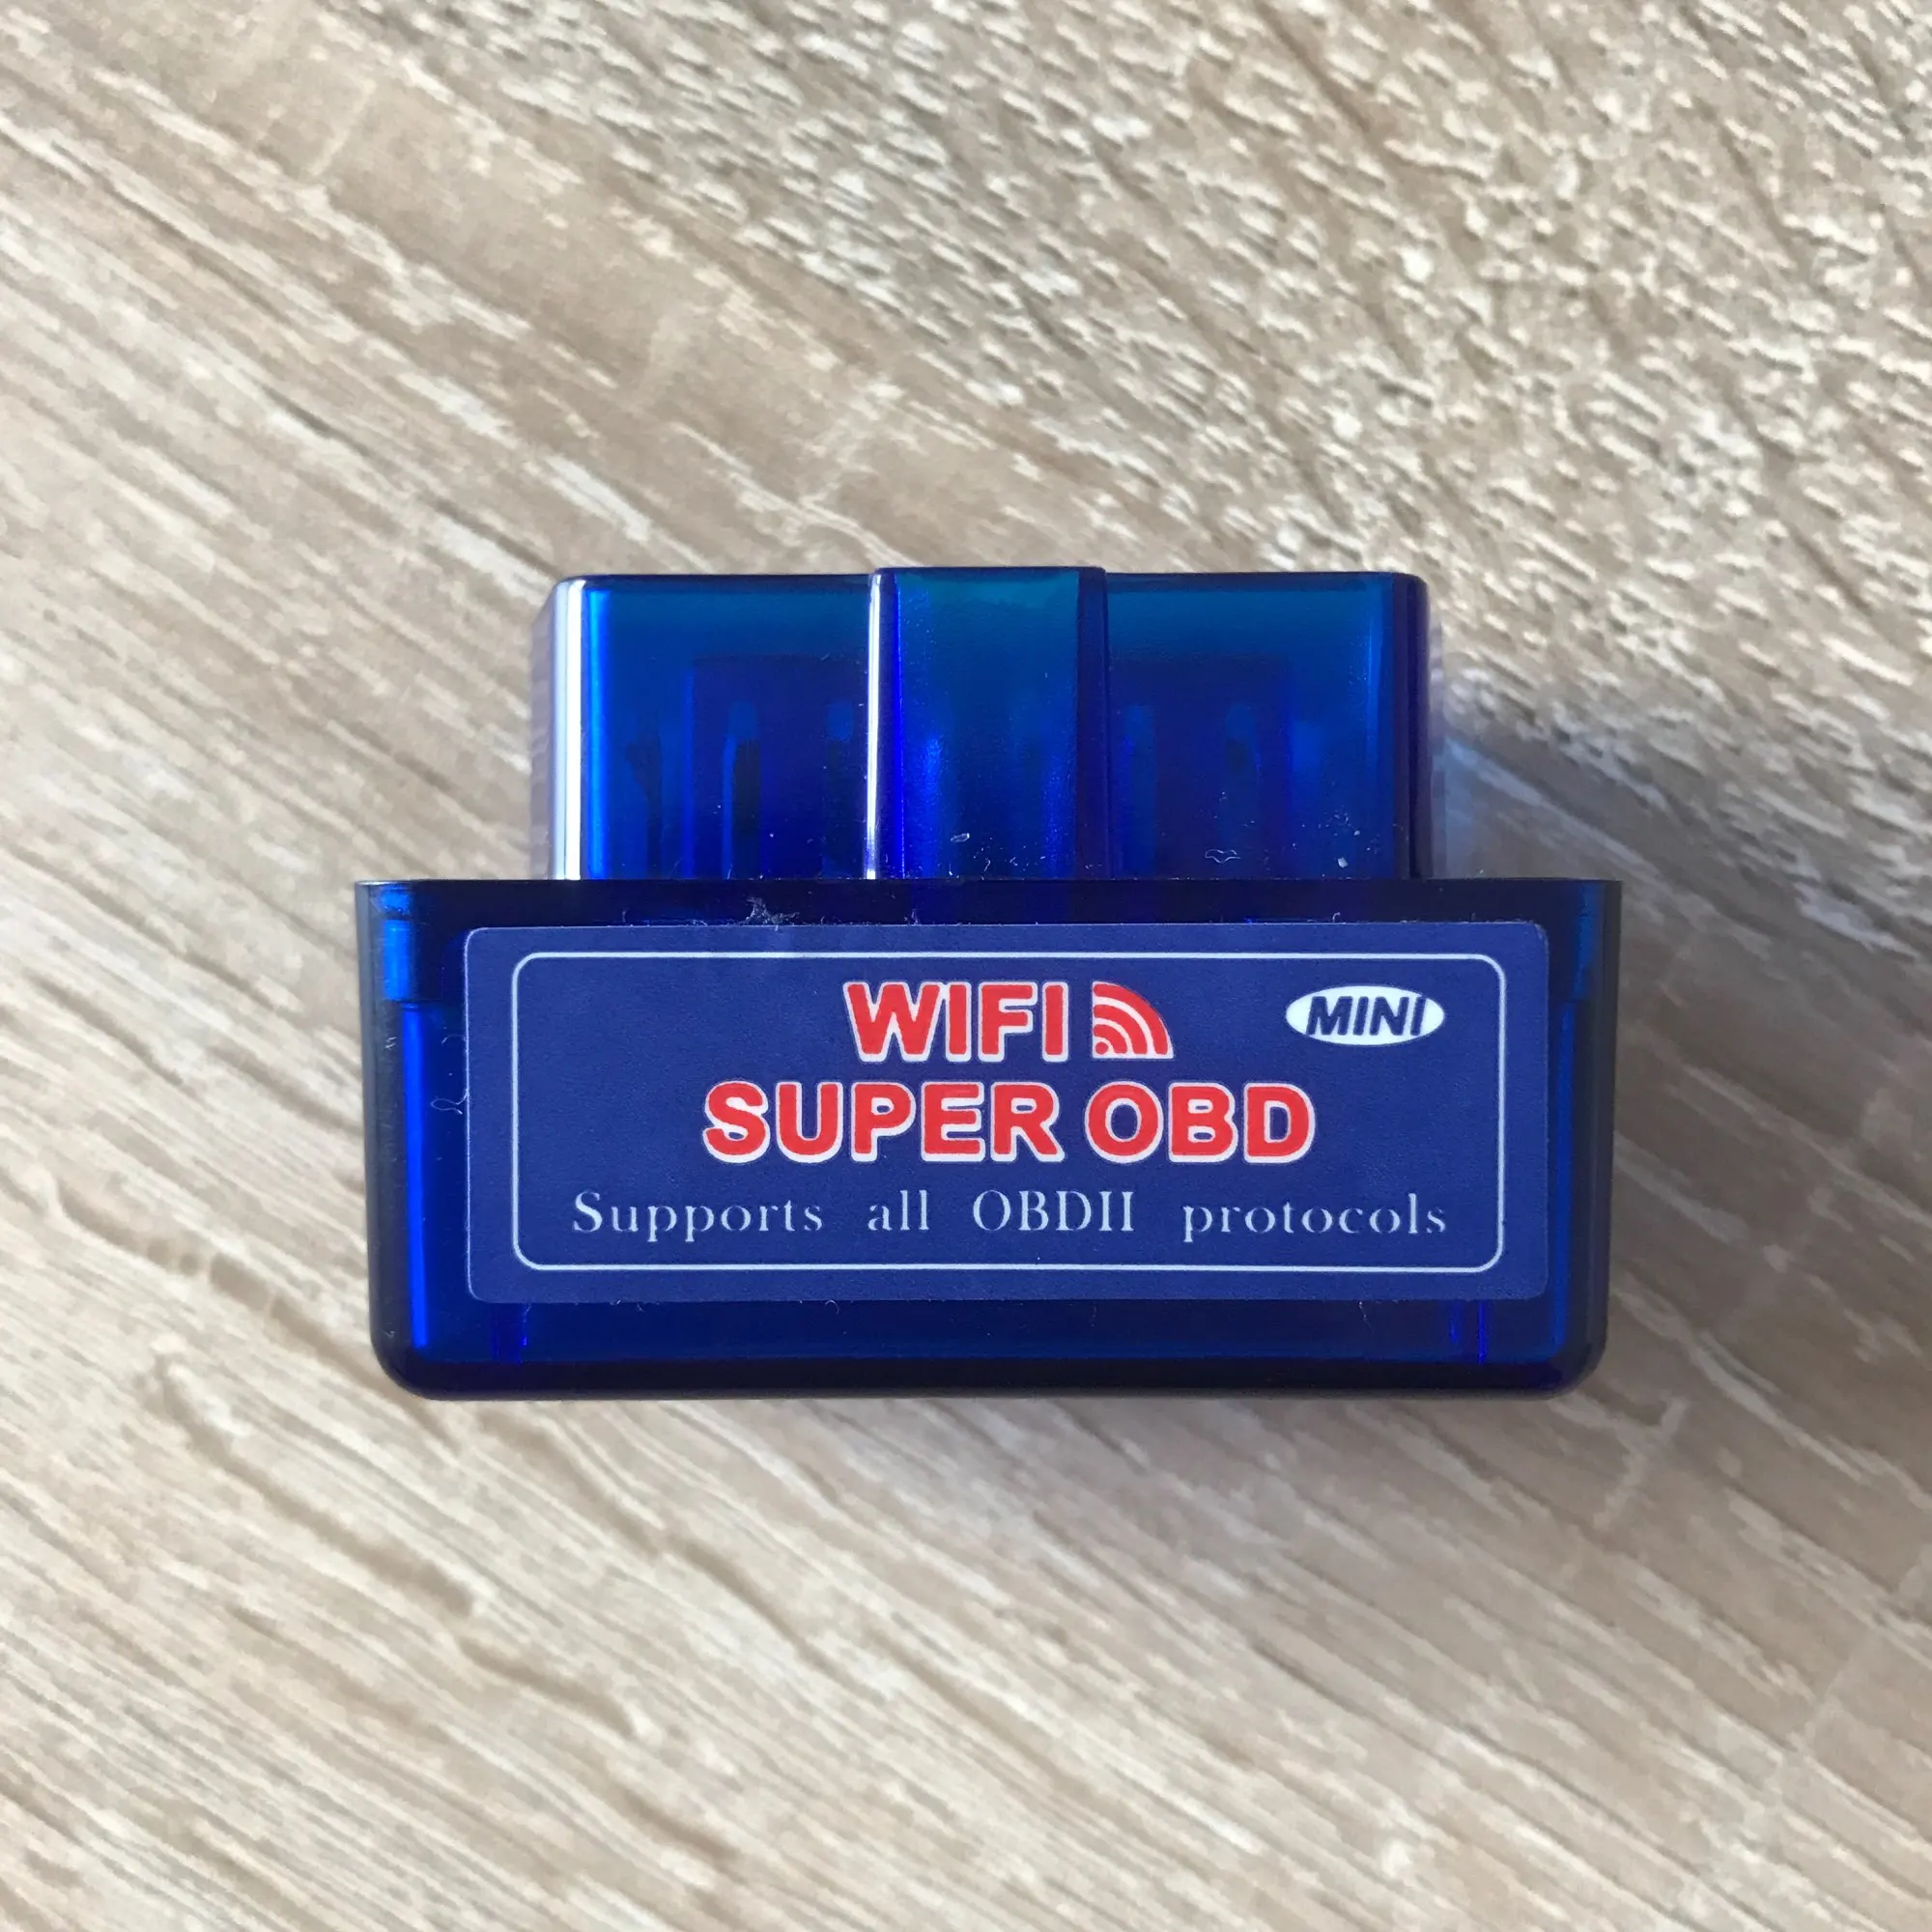 WIFI
MINI
SUPER OBD
Supports all OBDII protocols